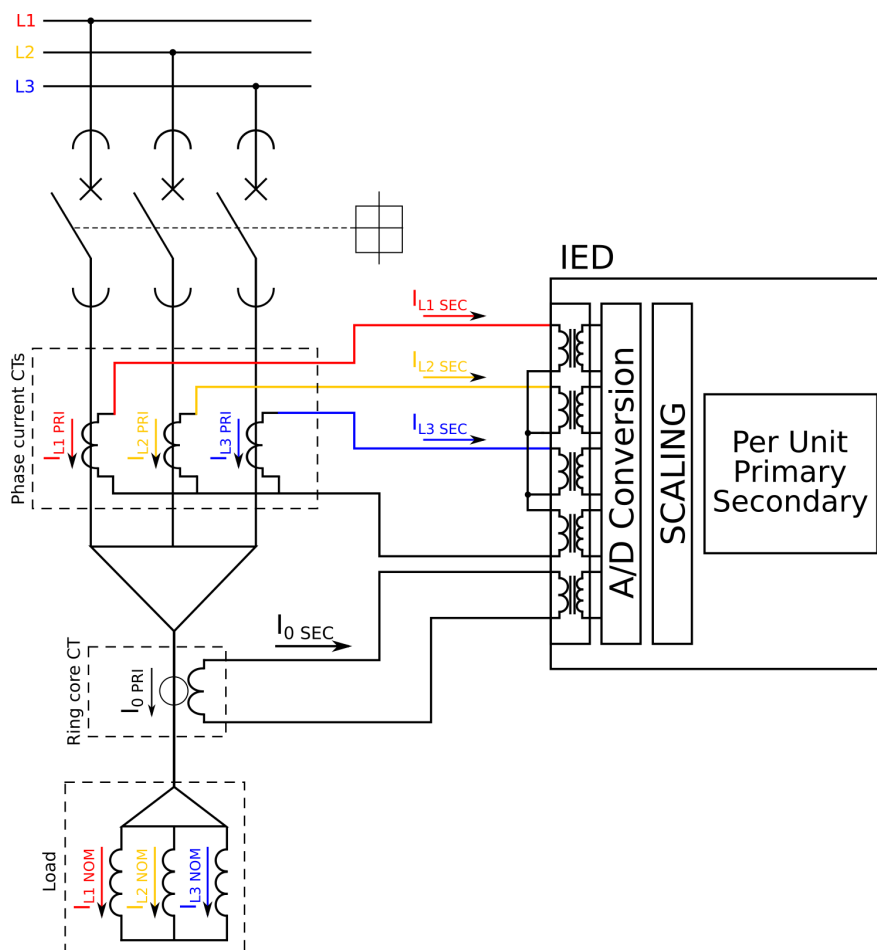 L1
L2
L3
IED
IL1 SEC
IL2 SEC
IL3 SEC
Phase current CTs
IL1 PRI
IL2 PRI
IL3 PRI
A/D Conversion
SCALING
Per Unit
Primary
Secondary
I0 SEC
Ring core CT
I0 PRI
Load
IL1 NOM
IL2 NOM
IL3 NOM